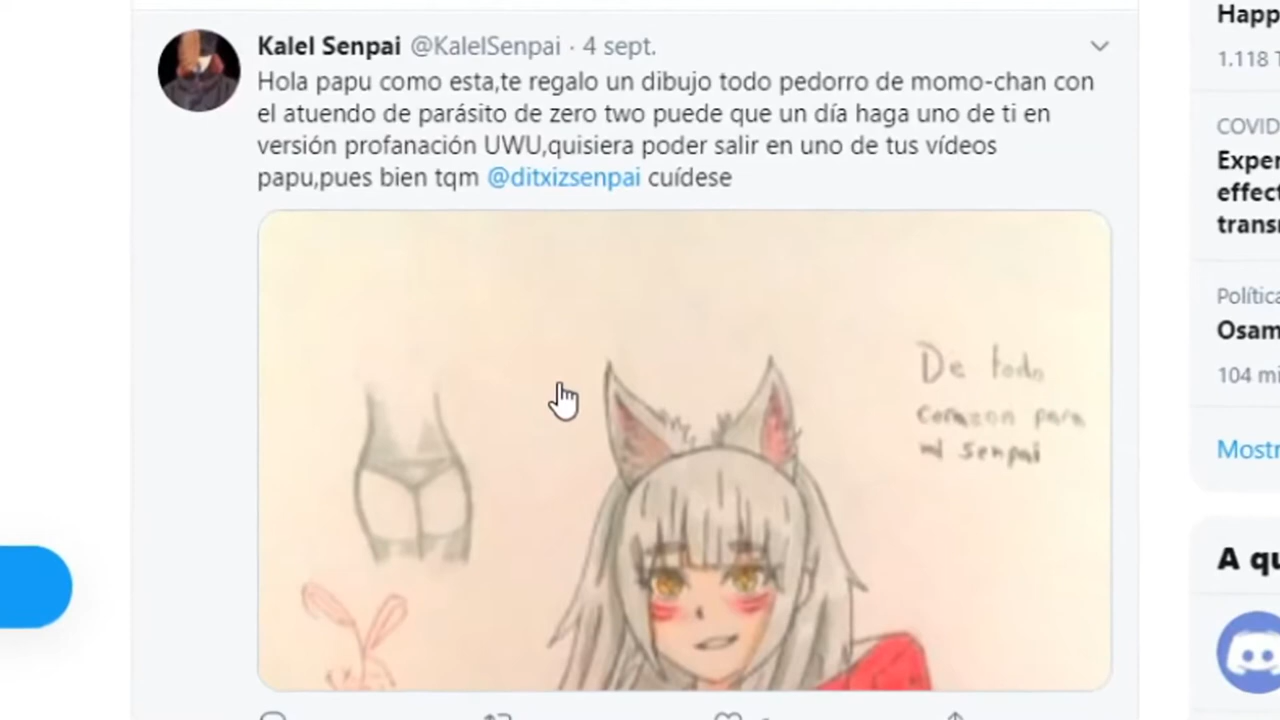 Kalel Senpai @KalelSenpai · 4 sept.
Hola papu como esta,te regalo un dibujo todo pedorro de momo-chan con
el atuendo de parásito de zero two puede que un día haga uno de ti en
versión profanación UWU,quisiera poder salir en uno de tus vídeos
papu,pues bien tqm @ditxizsenpai cuídese
De todo
corazon para
mi senpai
Happ
1.118 T
COVID
Exper
effect
trans
Polític
Osam
104 mi
Mostr
A qu